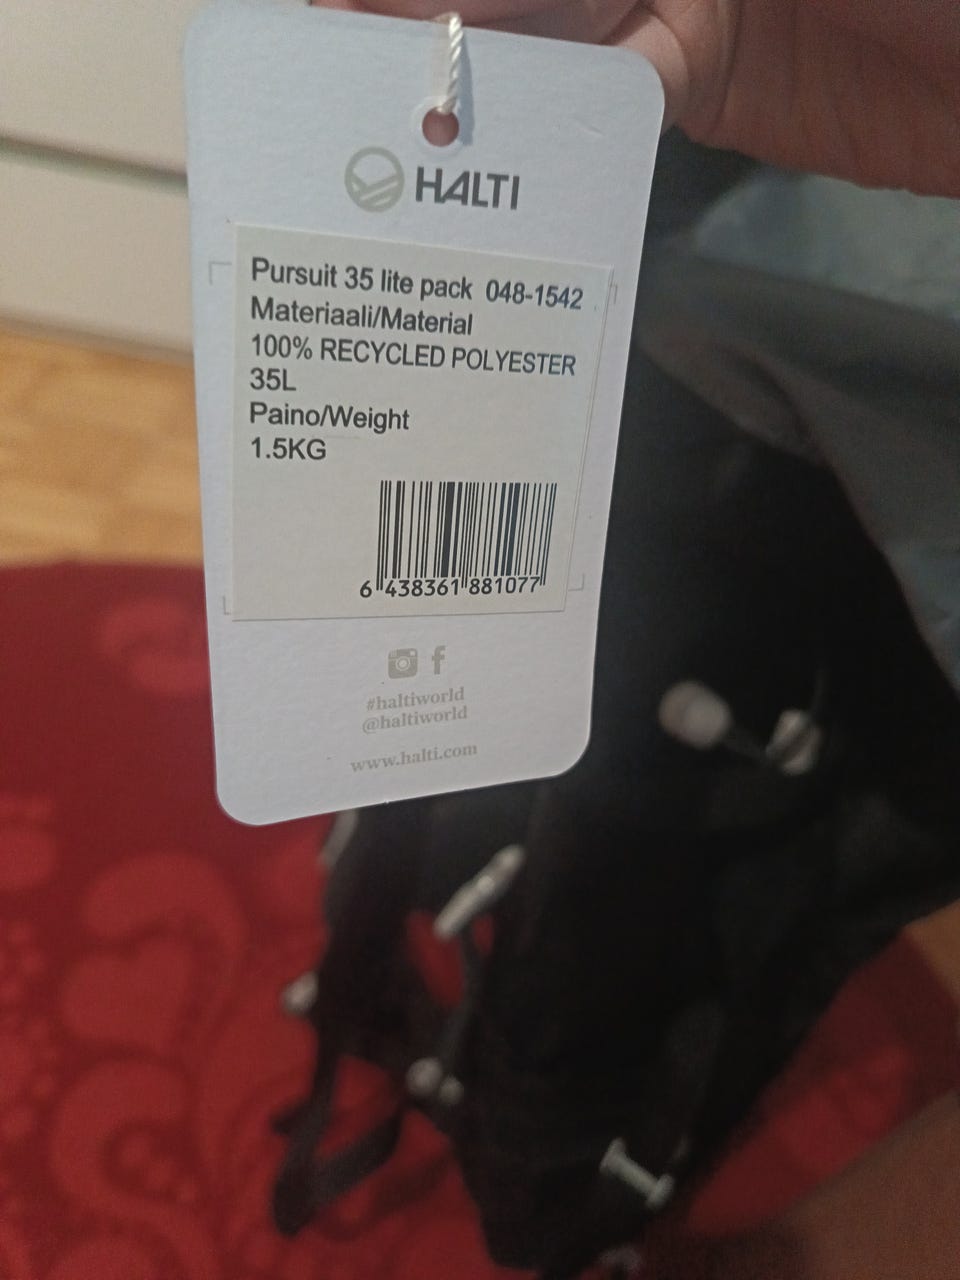 HALTI
Pursuit 35 lite pack 048-1542
Materiaali/Material
100% RECYCLED POLYESTER
35L
Paino/Weight
1.5KG
6 438361 881077
#haltiworld
@haltiworld
www.halti.com